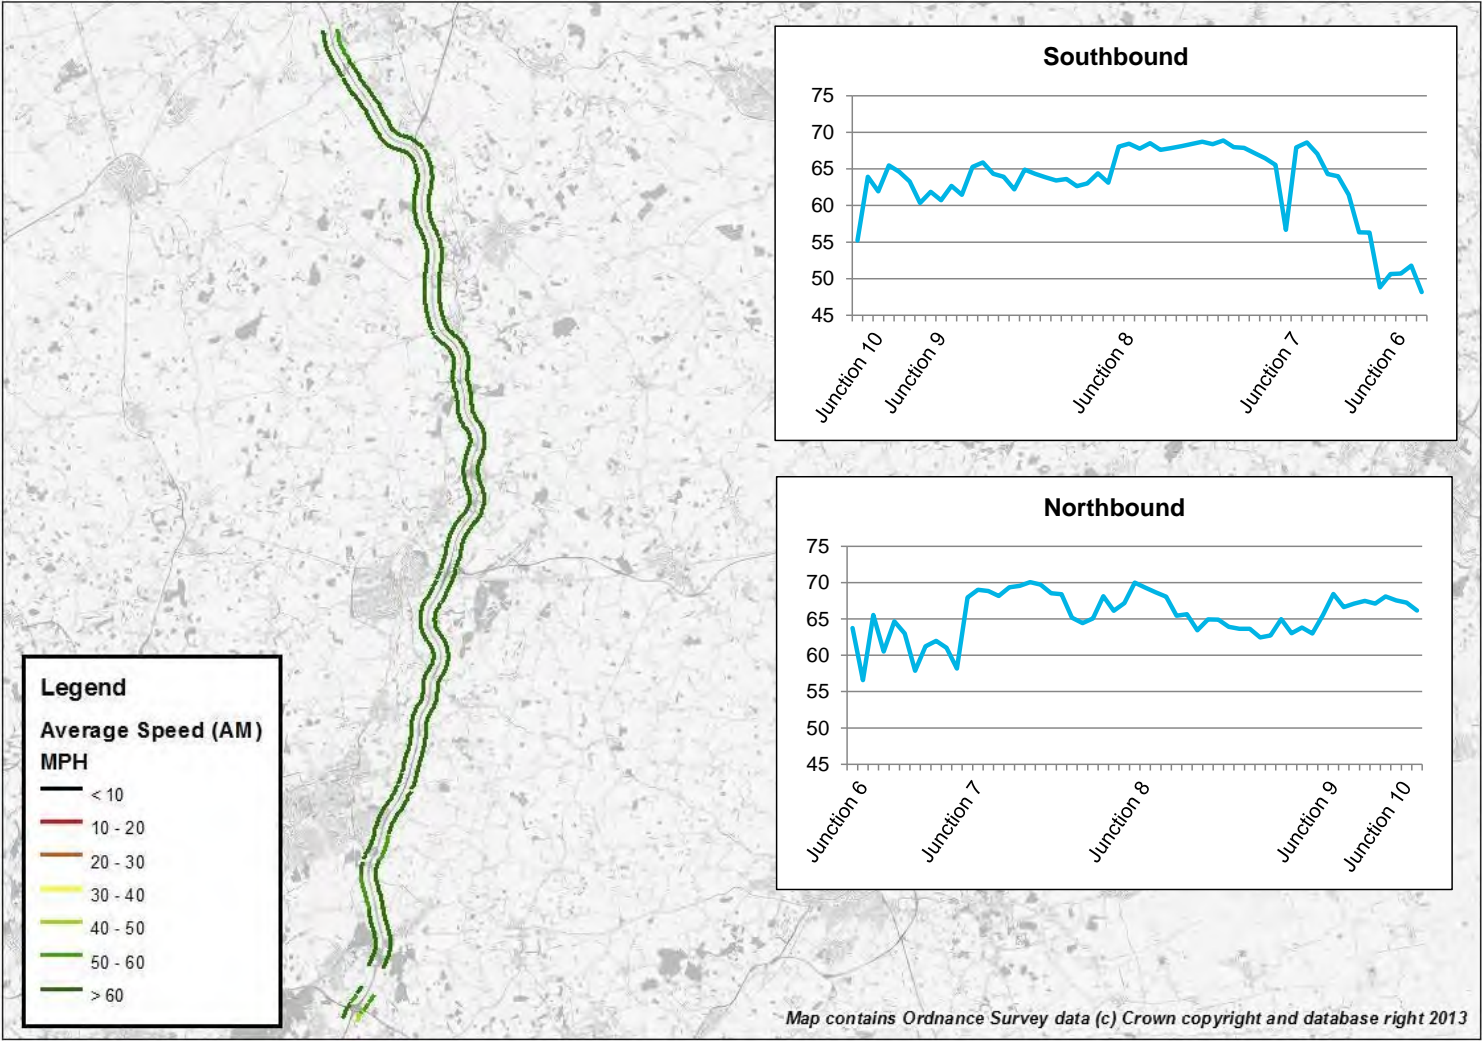 Southbound
75
70
65
60
55
50
45
Junction 10
Junction 9
Junction 8
Junction 7
Junction 6
Northbound
75
70
65
60
55
50
45
Junction 6
Junction 7
Junction 8
Junction 9
Junction 10
Legend
Average Speed (AM)
MPH
< 10
10 - 20
20 - 30
30 - 40
40 - 50
50 - 60
> 60
Map contains Ordnance Survey data (c) Crown copyright and database right 2013